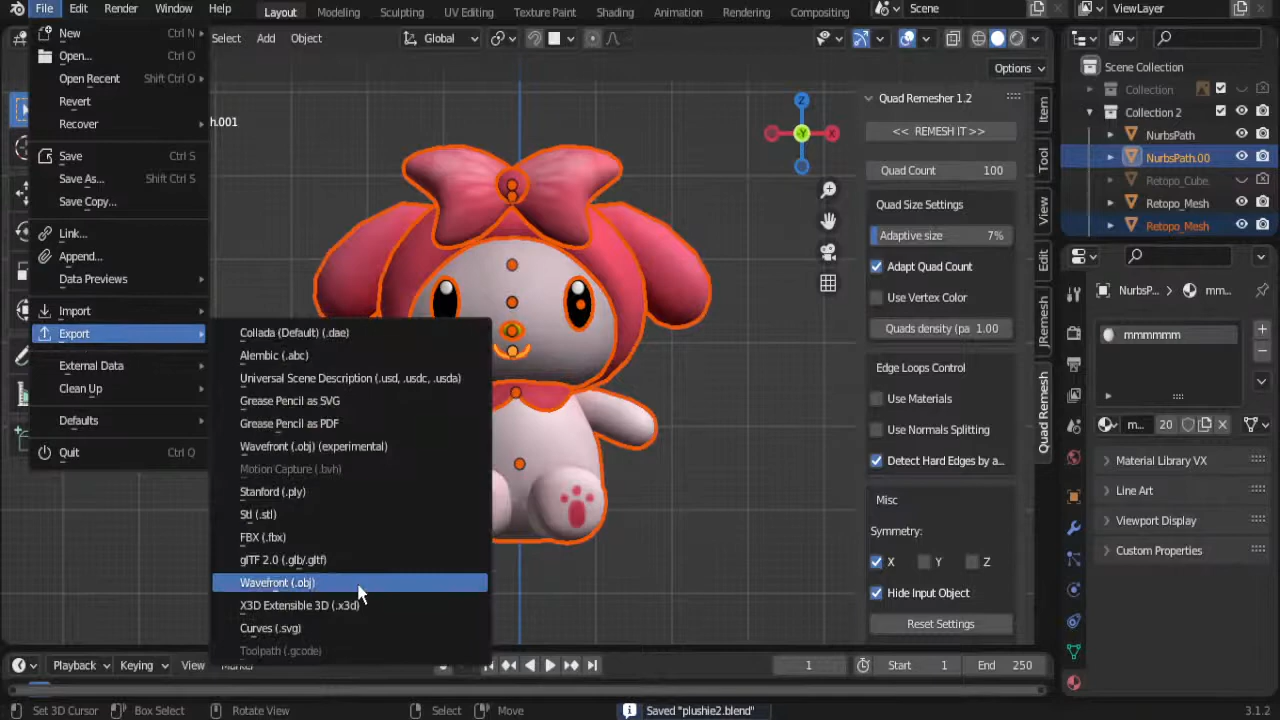 File Edit Render Window Help Layout Modeling Sculpting UV Editing Texture Paint Shading Animation Rendering Compositing Scene ViewLayer
Select Add Object Global
Options
h.001
New Ctrl N
Open... Ctrl O
Open Recent Shift Ctrl O
Revert
Recover
Save Ctrl S
Save As... Shift Ctrl S
Save Copy...
Link...
Append...
Data Previews
Import
Export
External Data
Clean Up
Defaults
Quit Ctrl Q
Collada (Default) (.dae)
Alembic (.abc)
Universal Scene Description (.usd, .usdc, .usda)
Grease Pencil as SVG
Grease Pencil as PDF
Wavefront (.obj) (experimental)
Motion Capture (.bvh)
Stanford (.ply)
Stl (.stl)
FBX (.fbx)
glTF 2.0 (.glb/.gltf)
Wavefront (.obj)
X3D Extensible 3D (.x3d)
Curves (.svg)
Toolpath (.gcode)
Z
Y
Quad Remesher 1.2
<< REMESH IT >>
Quad Count 100
Quad Size Settings
Adaptive size 7%
Adapt Quad Count
Use Vertex Color
Quads density (pa 1.00
Edge Loops Control
Use Materials
Use Normals Splitting
Detect Hard Edges by a...
Misc
Symmetry:
X Y Z
Hide Input Object
Reset Settings
Item
Tool
View
Edit
JRemesh
Quad Remesh
Scene Collection
Collection
Collection 2
NurbsPath
NurbsPath.00
Retopo_Cube.
Retopo_Mesh
Retopo_Mesh
NurbsP... mm...
mmmmmm
m... 20
Material Library VX
Line Art
Viewport Display
Custom Properties
Playback Keying View Marker 1 Start 1 End 250
Set 3D Cursor Box Select Rotate View Select Move Saved "plushie2.blend" 3.1.2